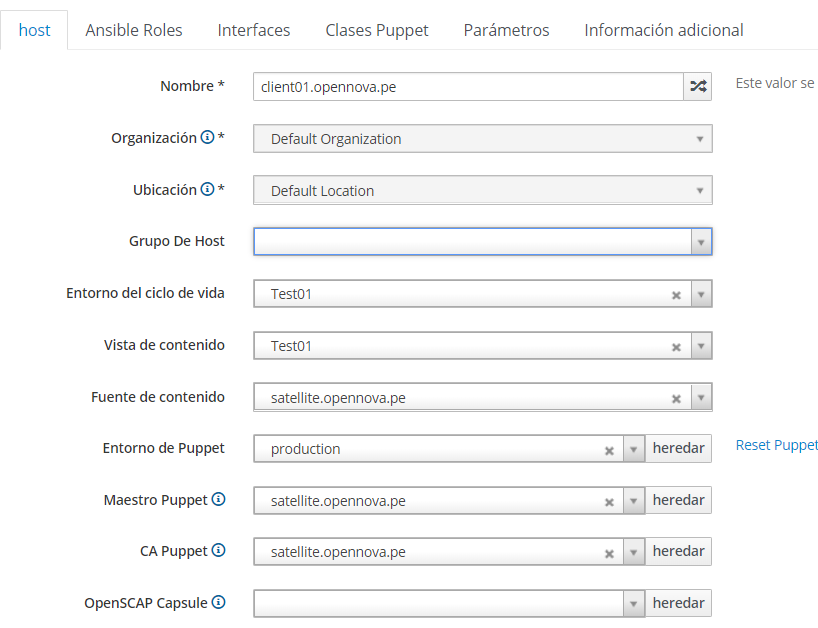 host Ansible Roles Interfaces Clases Puppet Parámetros Información adicional
Nombre * client01.opennova.pe Este valor se
Organización * Default Organization
Ubicación * Default Location
Grupo De Host
Entorno del ciclo de vida Test01
Vista de contenido Test01
Fuente de contenido satellite.opennova.pe
Entorno de Puppet production heredar Reset Puppet
Maestro Puppet satellite.opennova.pe heredar
CA Puppet satellite.opennova.pe heredar
OpenSCAP Capsule heredar